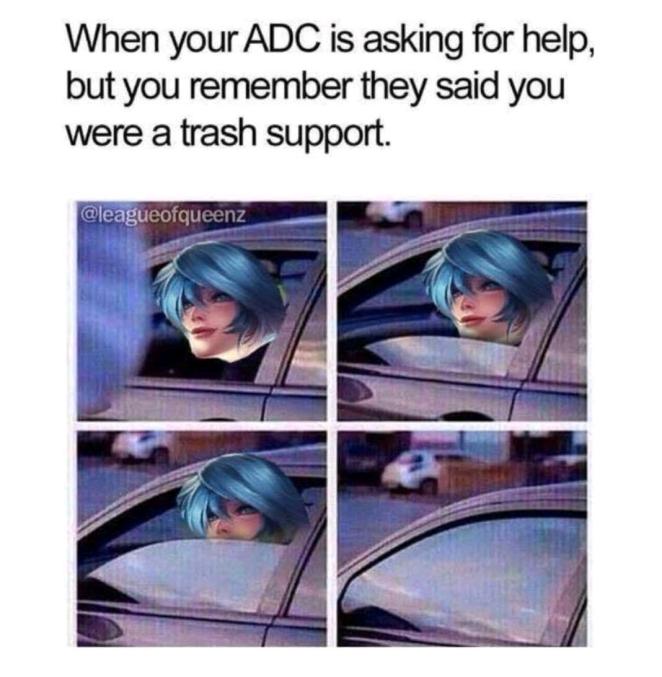 When your ADC is asking for help,
but you remember they said you
were a trash support.
@leagueofqueenz